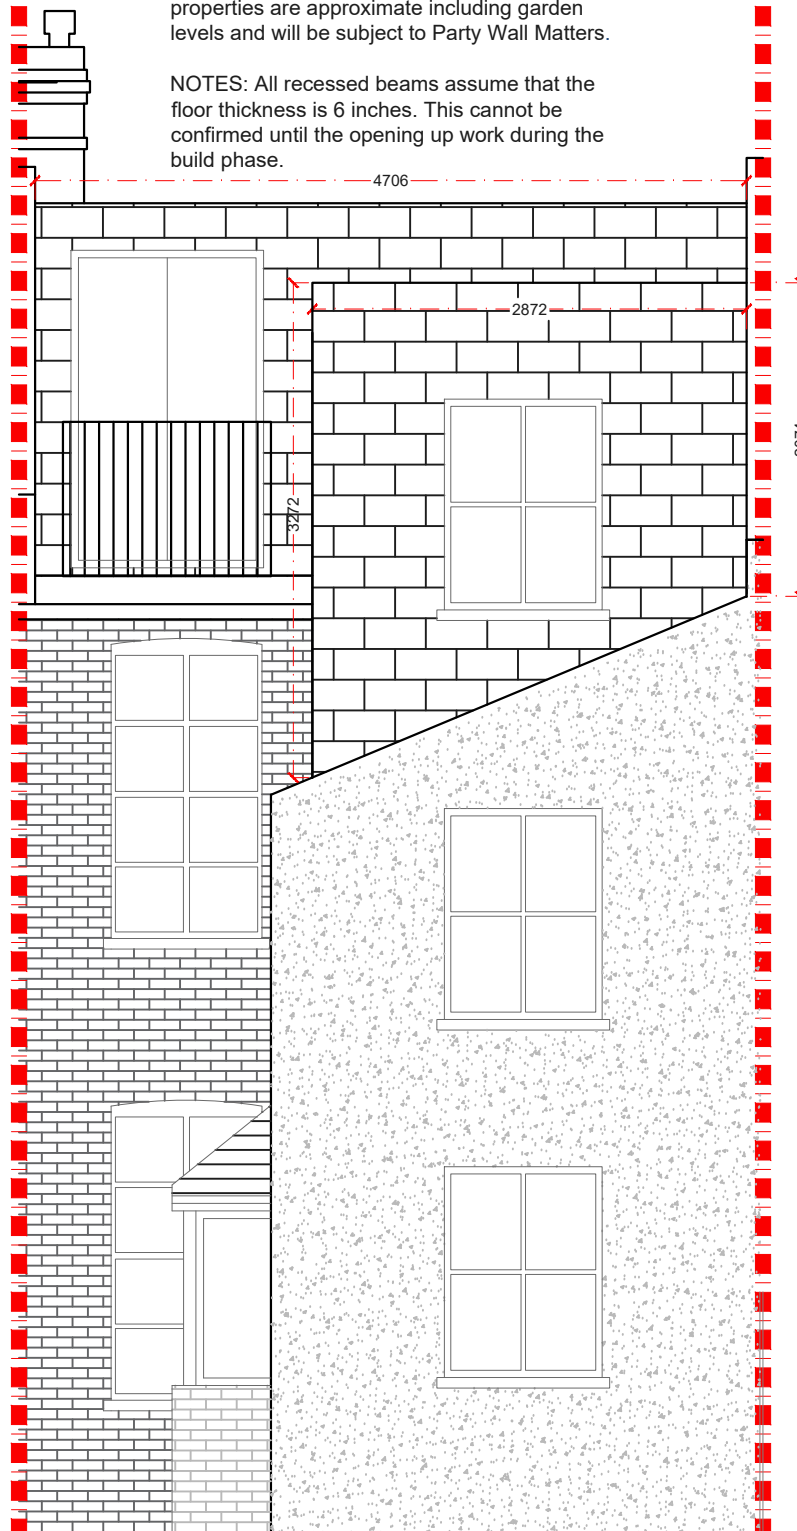 properties are approximate including garden
levels and will be subject to Party Wall Matters.
NOTES: All recessed beams assume that the
floor thickness is 6 inches. This cannot be
confirmed until the opening up work during the
build phase.
4706
2872
3272